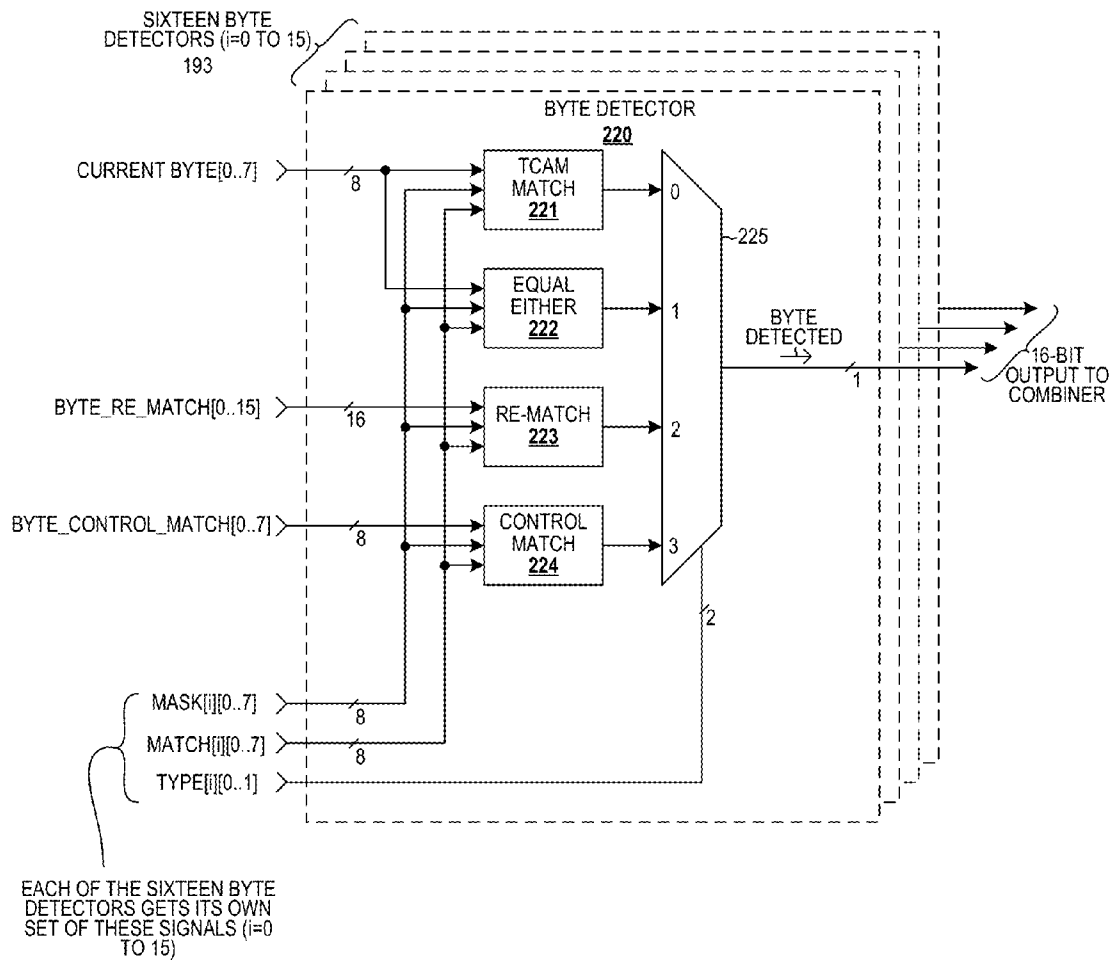 SIXTEEN BYTE
DETECTORS (i=0 TO 15)
193
BYTE DETECTOR
220
CURRENT BYTE[0..7]
8
TCAM
MATCH
221
0
225
EQUAL
EITHER
222
1
BYTE
DETECTED
1
16-BIT
OUTPUT TO
COMBINER
BYTE_RE_MATCH[0..15]
16
RE-MATCH
223
2
BYTE_CONTROL_MATCH[0..7]
8
CONTROL
MATCH
224
3
2
MASK[i][0..7]
8
MATCH[i][0..7]
8
TYPE[i][0..1]
EACH OF THE SIXTEEN BYTE
DETECTORS GETS ITS OWN
SET OF THESE SIGNALS (i=0
TO 15)